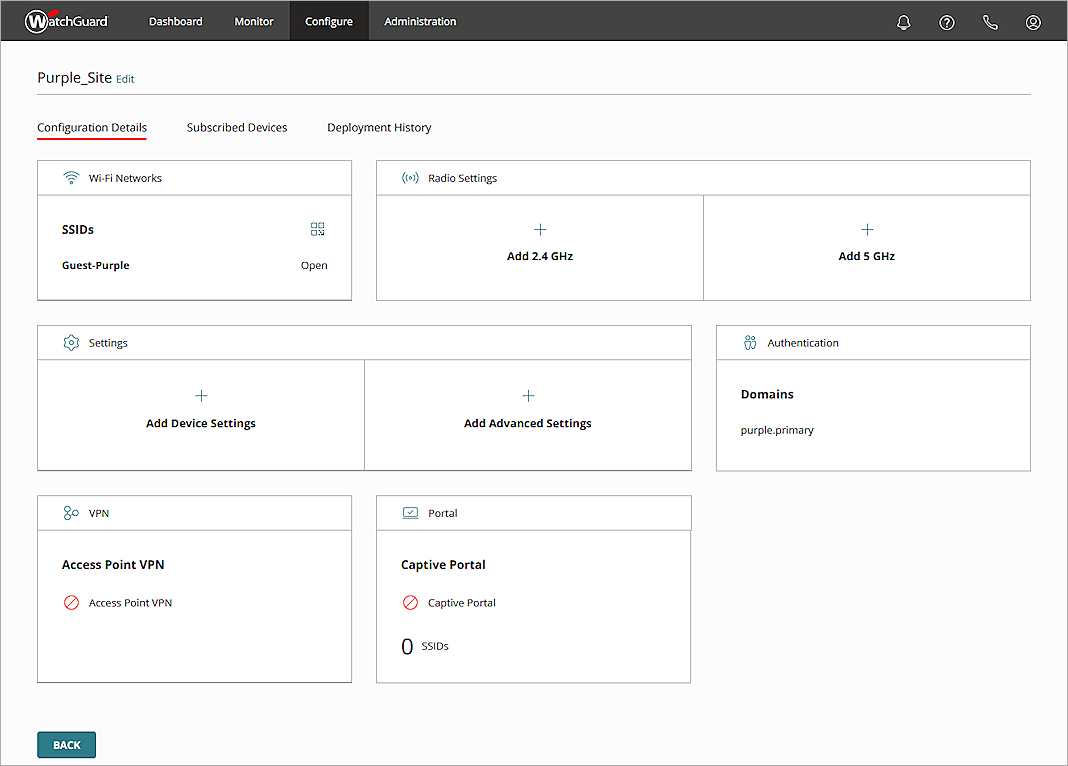 WatchGuard Dashboard Monitor Configure Administration
Purple_Site Edit
Configuration Details Subscribed Devices Deployment History
Wi-Fi Networks
SSIDs
Guest-Purple Open
Radio Settings
Add 2.4 GHz
Add 5 GHz
Settings
Add Device Settings
Add Advanced Settings
Authentication
Domains
purple.primary
VPN
Access Point VPN
Access Point VPN
Portal
Captive Portal
Captive Portal
0 SSIDs
BACK